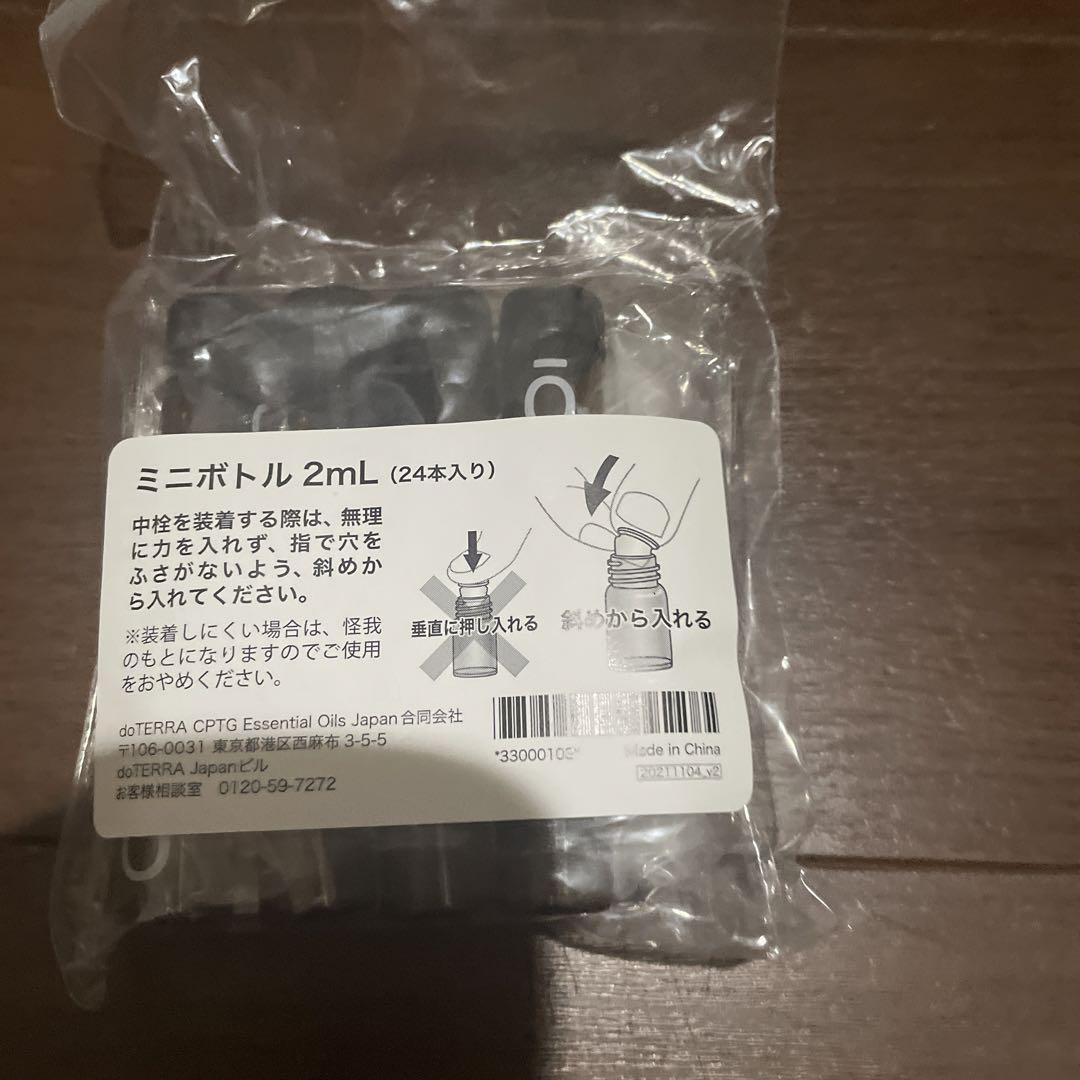 ō
ミニボトル 2mL (24本入り)
中栓を装着する際は、無理
に力を入れず、指で穴を
ふさがないよう、斜めか
ら入れてください。
※装着しにくい場合は、怪我
のもとになりますのでご使用
をおやめください。
垂直に押し入れる
斜めから入れる
doTERRA CPTG Essential Oils Japan合同会社
〒106-0031 東京都港区西麻布 3-5-5
doTERRA Japanビル
お客様相談室 0120-59-7272
Made in China
20211104_v2